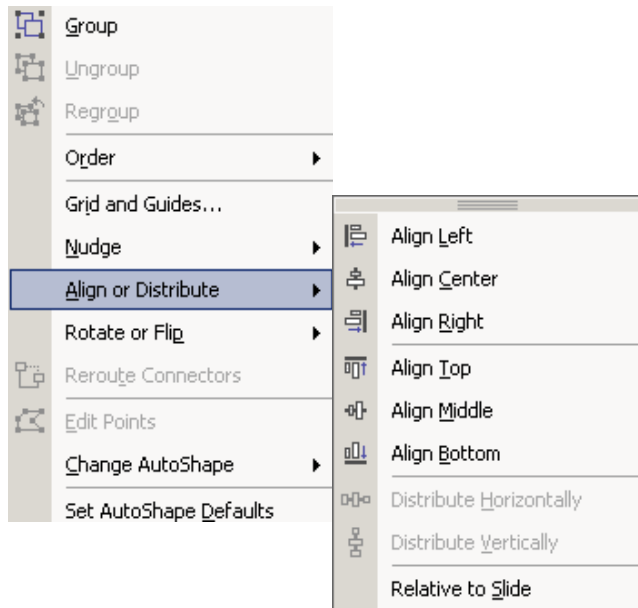 Group
Ungroup
Regroup
Order
Grid and Guides...
Nudge
Align or Distribute
Rotate or Flip
Reroute Connectors
Edit Points
Change AutoShape
Set AutoShape Defaults
Align Left
Align Center
Align Right
Align Top
Align Middle
Align Bottom
Distribute Horizontally
Distribute Vertically
Relative to Slide